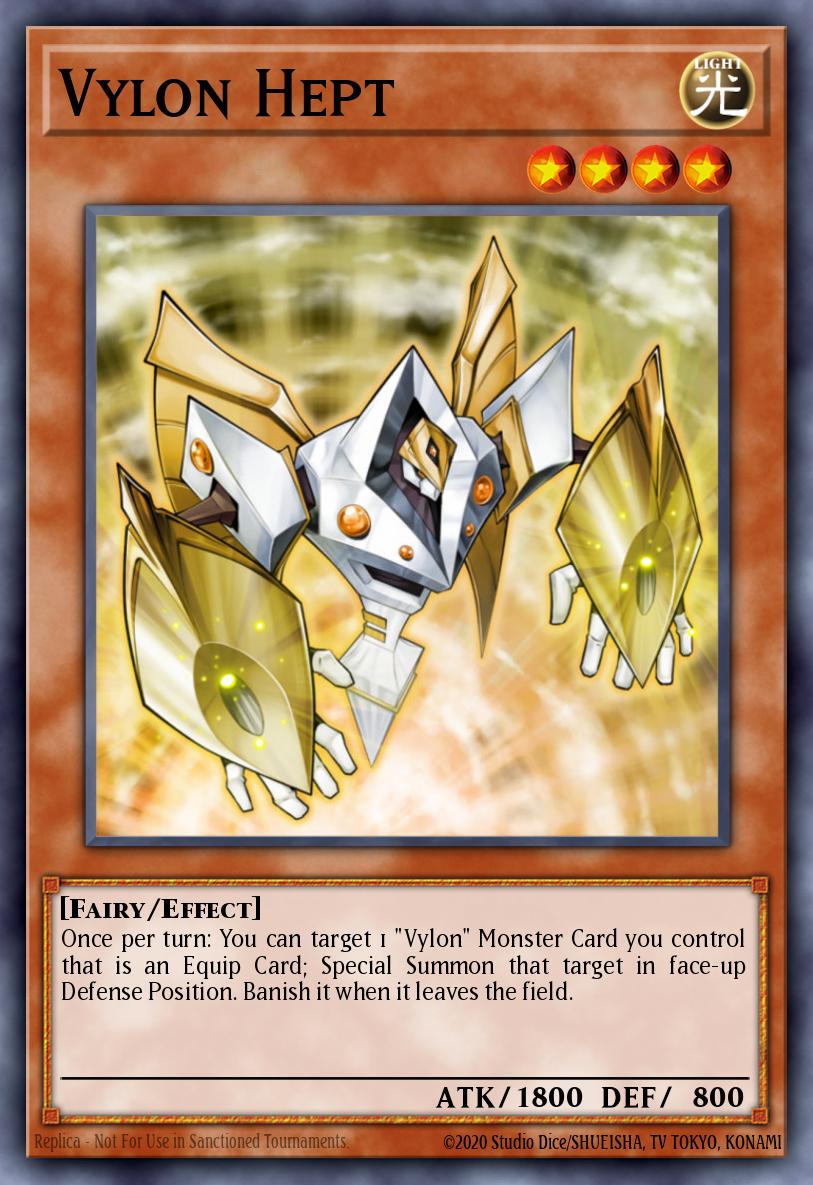 Vylon Hept
LIGHT
光
[Fairy/Effect]
Once per turn: You can target 1 "Vylon" Monster Card you control
that is an Equip Card; Special Summon that target in face-up
Defense Position. Banish it when it leaves the field.
ATK/1800 DEF/ 800
Replica - Not For Use in Sanctioned Tournaments.
©2020 Studio Dice/SHUEISHA, TV TOKYO, KONAMI